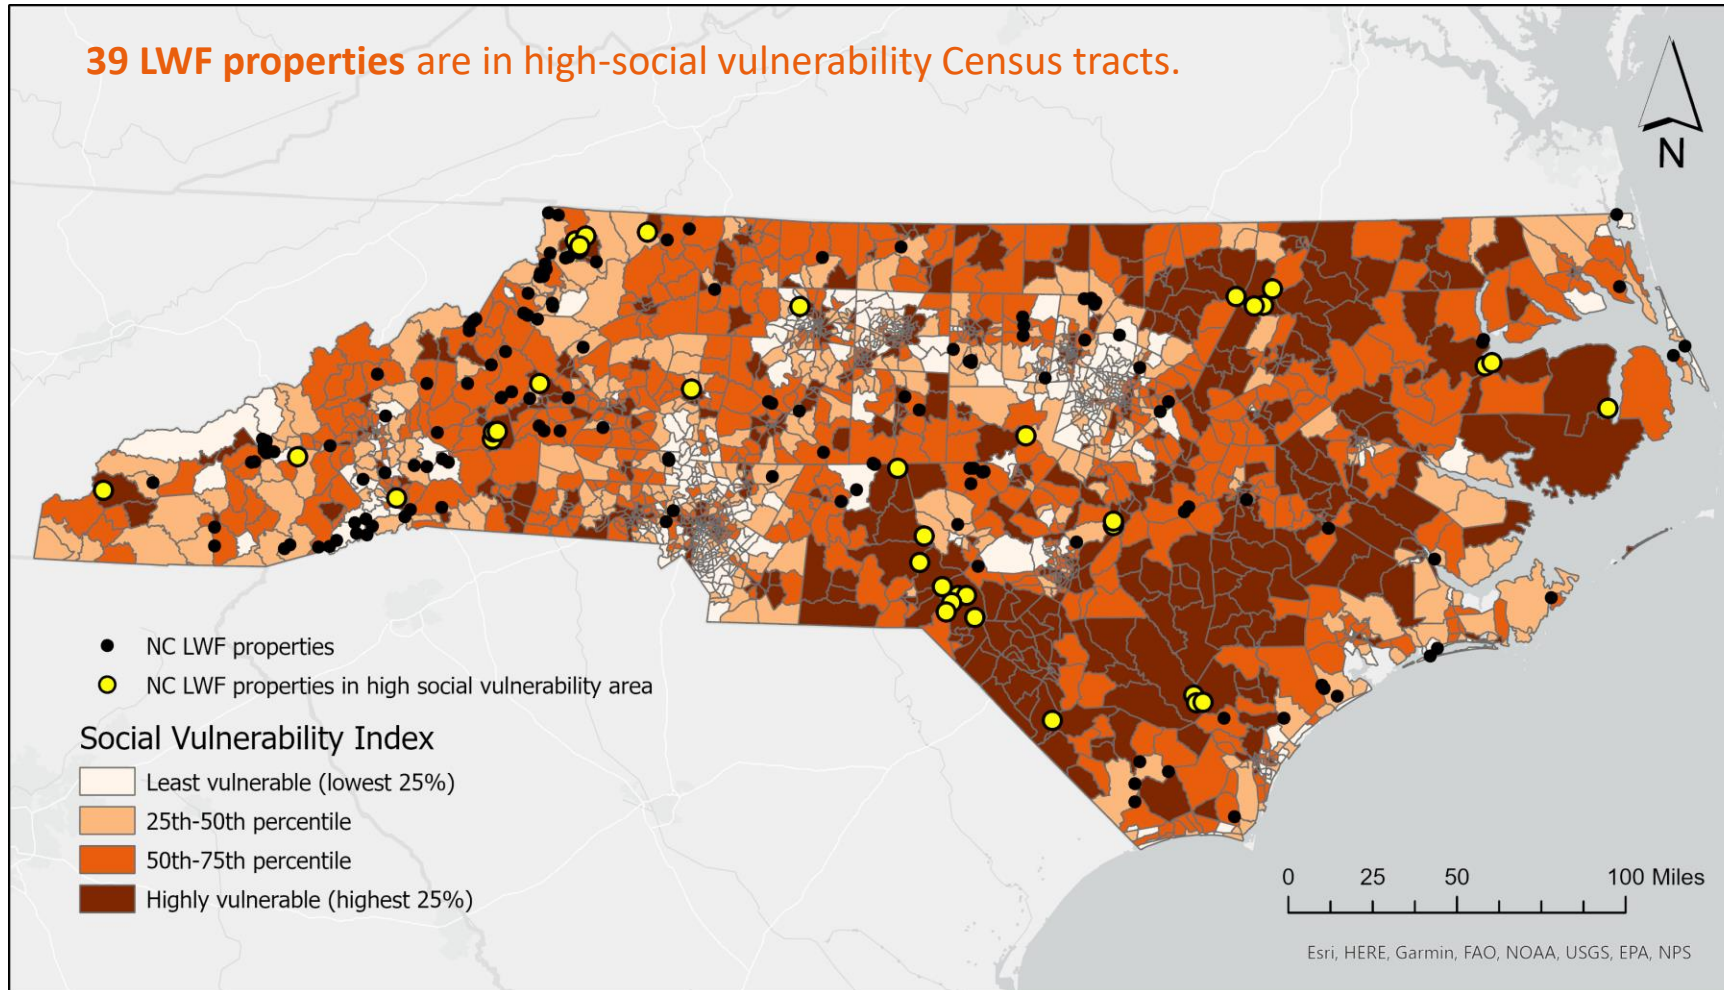 39 LWF properties are in high-social vulnerability Census tracts.
N
NC LWF properties
NC LWF properties in high social vulnerability area
Social Vulnerability Index
Least vulnerable (lowest 25%)
25th-50th percentile
50th-75th percentile
Highly vulnerable (highest 25%)
0 25 50 100 Miles
Esri, HERE, Garmin, FAO, NOAA, USGS, EPA, NPS